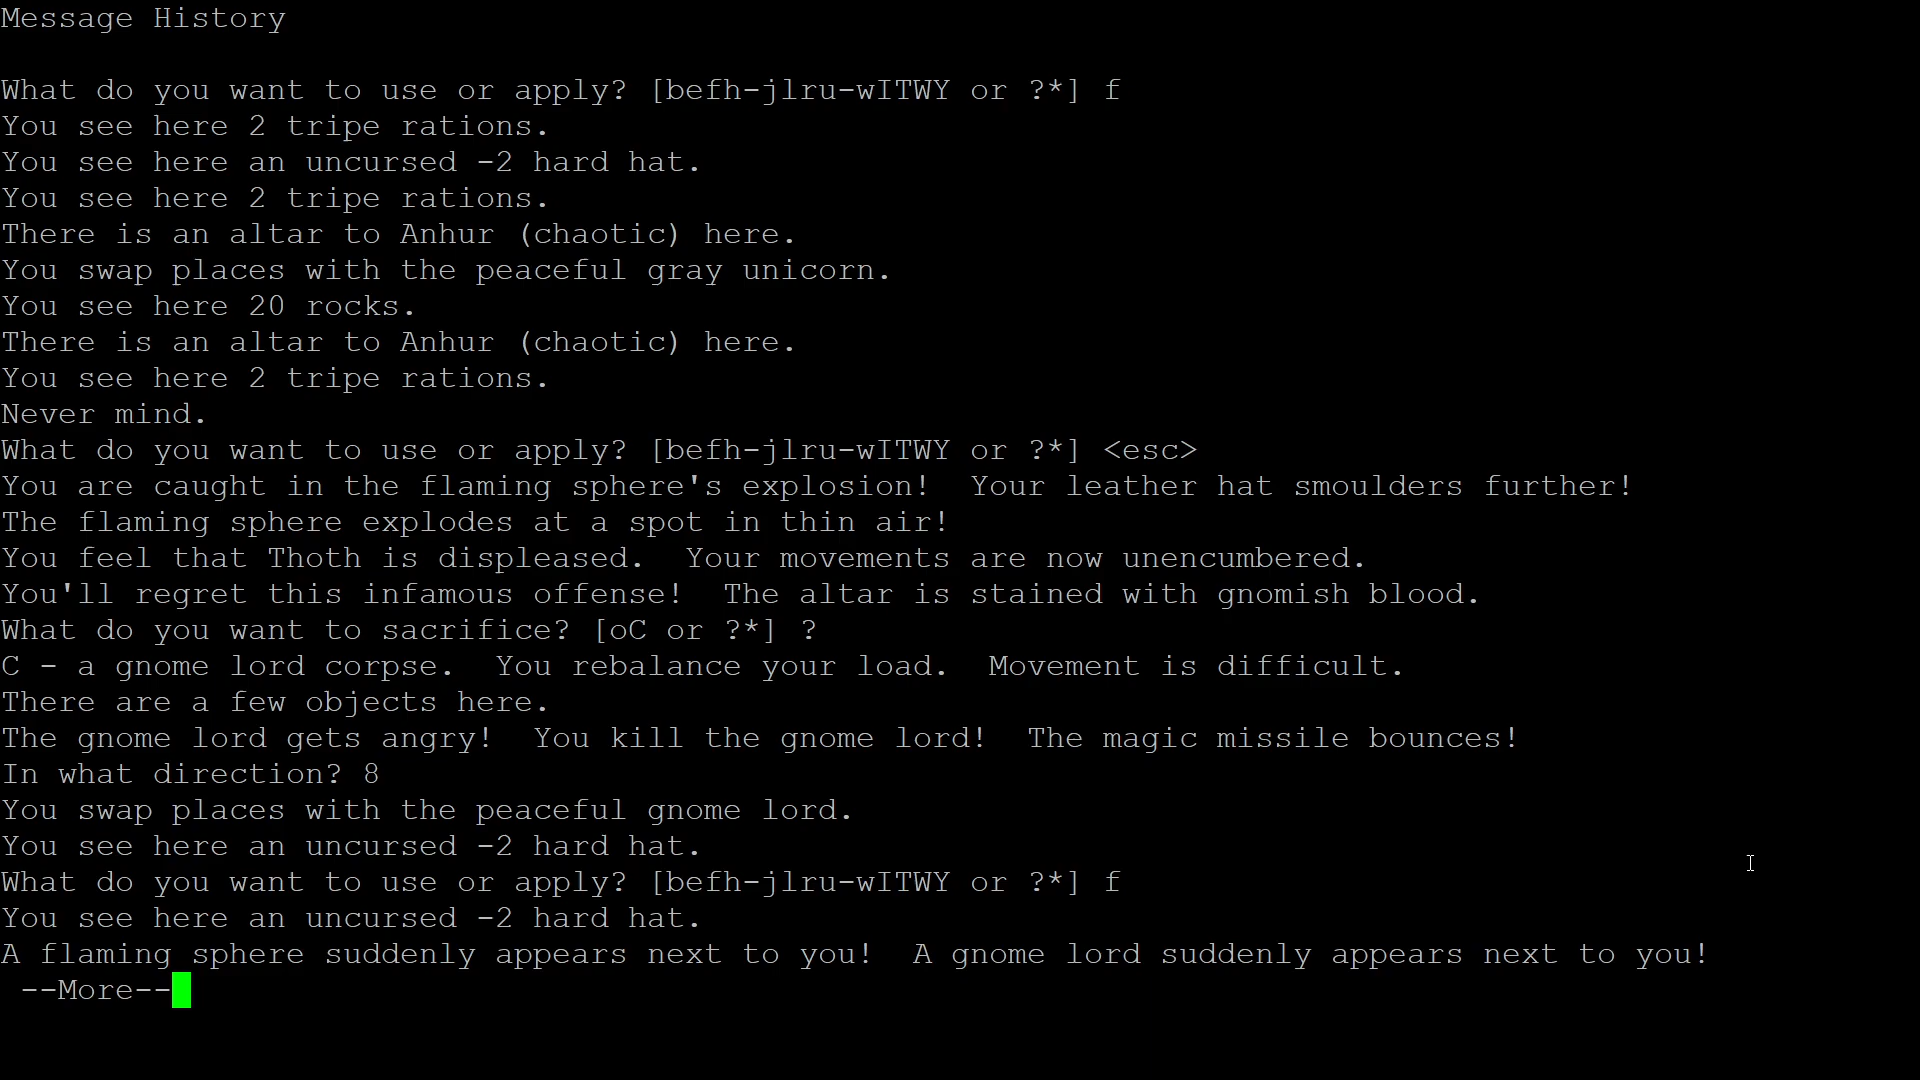 Message History
What do you want to use or apply? [befh-jlru-wITWY or ?*] f
You see here 2 tripe rations.
You see here an uncursed -2 hard hat.
You see here 2 tripe rations.
There is an altar to Anhur (chaotic) here.
You swap places with the peaceful gray unicorn.
You see here 20 rocks.
There is an altar to Anhur (chaotic) here.
You see here 2 tripe rations.
Never mind.
What do you want to use or apply? [befh-jlru-wITWY or ?*] <esc>
You are caught in the flaming sphere's explosion!  Your leather hat smoulders further!
The flaming sphere explodes at a spot in thin air!
You feel that Thoth is displeased.  Your movements are now unencumbered.
You'll regret this infamous offense!  The altar is stained with gnomish blood.
What do you want to sacrifice? [oC or ?*] ?
C - a gnome lord corpse.  You rebalance your load.  Movement is difficult.
There are a few objects here.
The gnome lord gets angry!  You kill the gnome lord!  The magic missile bounces!
In what direction? 8
You swap places with the peaceful gnome lord.
You see here an uncursed -2 hard hat.
What do you want to use or apply? [befh-jlru-wITWY or ?*] f
You see here an uncursed -2 hard hat.
A flaming sphere suddenly appears next to you!  A gnome lord suddenly appears next to you!
--More--